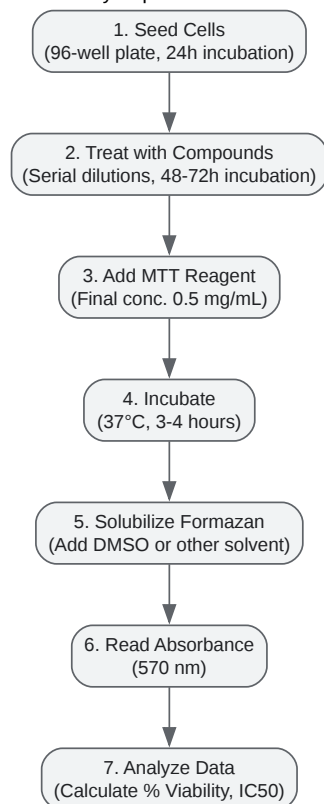 1. Seed Cells
(96-well plate, 24h incubation)
2. Treat with Compounds
(Serial dilutions, 48-72h incubation)
3. Add MTT Reagent
(Final conc. 0.5 mg/mL)
4. Incubate
(37°C, 3-4 hours)
5. Solubilize Formazan
(Add DMSO or other solvent)
6. Read Absorbance
(570 nm)
7. Analyze Data
(Calculate % Viability, IC50)